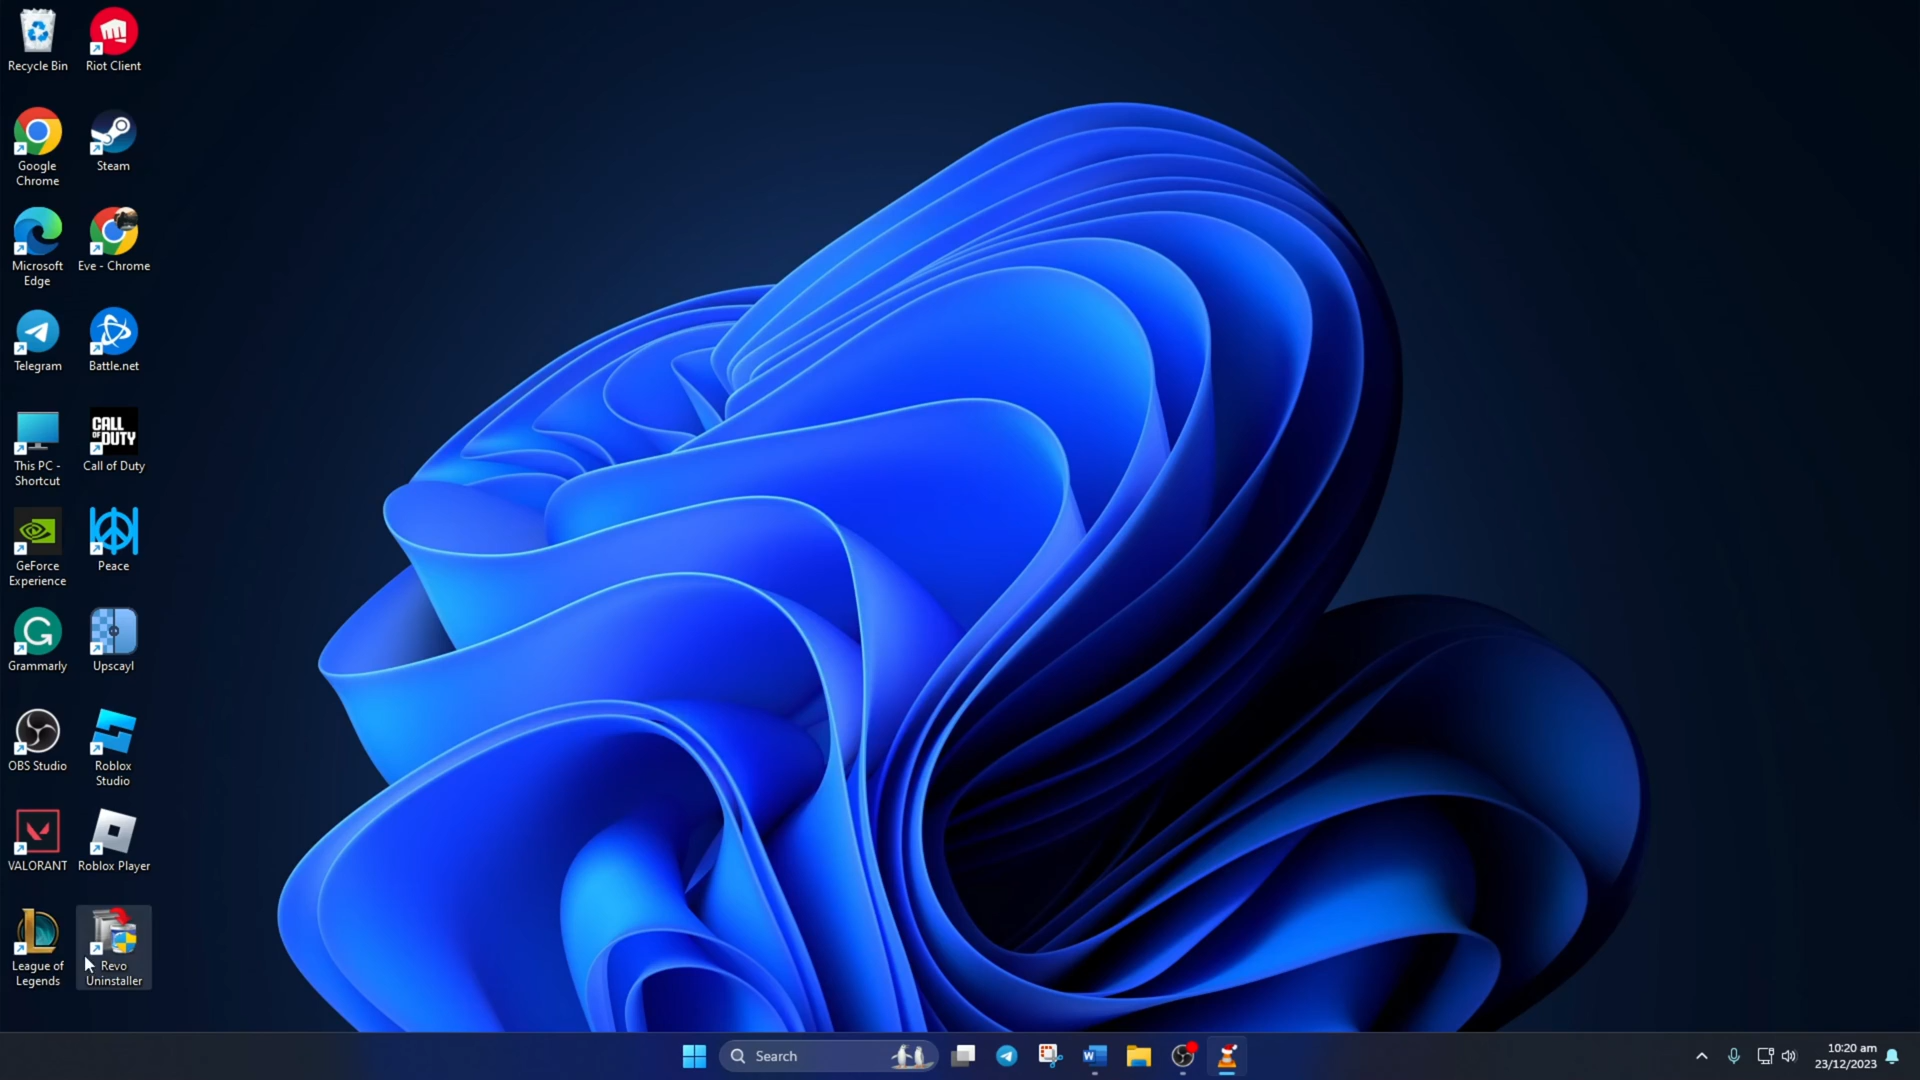 Recycle Bin
Riot Client
Google
Chrome
Steam
Microsoft
Edge
Eve - Chrome
Telegram
Battle.net
This PC -
Shortcut
CALL
OF DUTY
Call of Duty
GeForce
Experience
Peace
Grammarly
Upscayl
OBS Studio
Roblox
Studio
VALORANT
Roblox Player
League of
Legends
Revo
Uninstaller
Search
10:20 am
23/12/2023